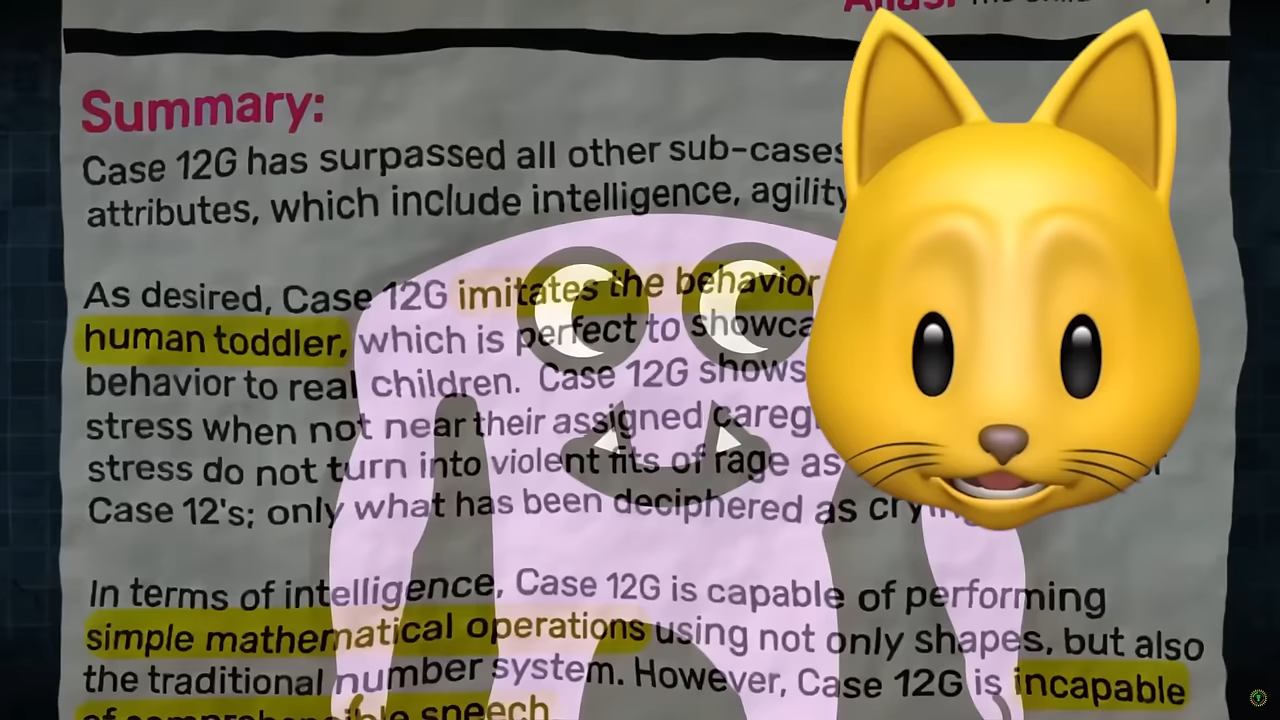 Alias:
Summary:
Case 12G has surpassed all other sub-cases
attributes, which include intelligence, agility
As desired, Case 12G imitates the behavior
human toddler, which is perfect to showca
behavior to real children. Case 12G shows
stress when not near their assigned careg
stress do not turn into violent fits of rage as
Case 12's; only what has been deciphered as cryin
In terms of intelligence, Case 12G is capable of performing
simple mathematical operations using not only shapes, but also
the traditional number system. However, Case 12G is incapable
of comprehensible speech.